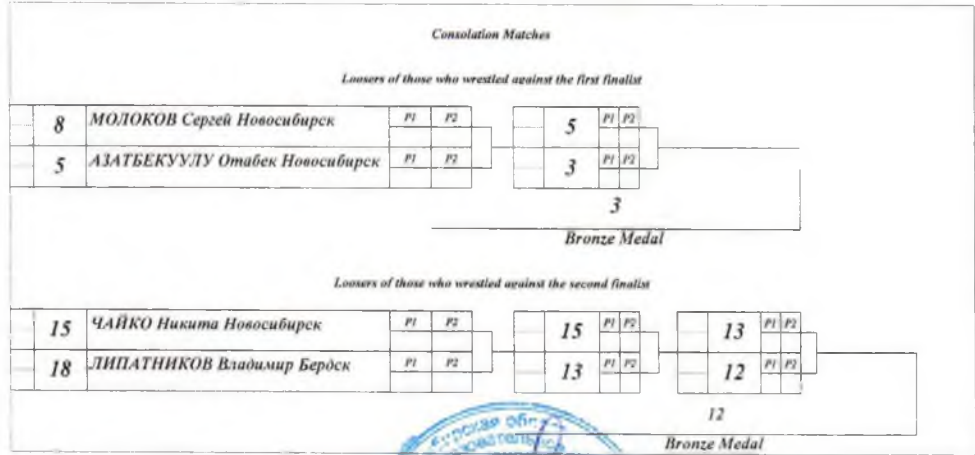 Consolation Matches
Loosers of those who wrestled against the first finalist
8 МОЛОКОВ Сергей Новосибирск P1 P2 5 P1 P2
5 АЗАТБЕКУУЛУ Отабек Новосибирск P1 P2 3 P1 P2
3
Bronze Medal
Loosers of those who wrestled against the second finalist
15 ЧАЙКО Никита Новосибирск P1 P2 15 P1 P2 13 P1 P2
18 ЛИПАТНИКОВ Владимир Бердск P1 P2 13 P1 P2 12 P1 P2
12
Bronze Medal